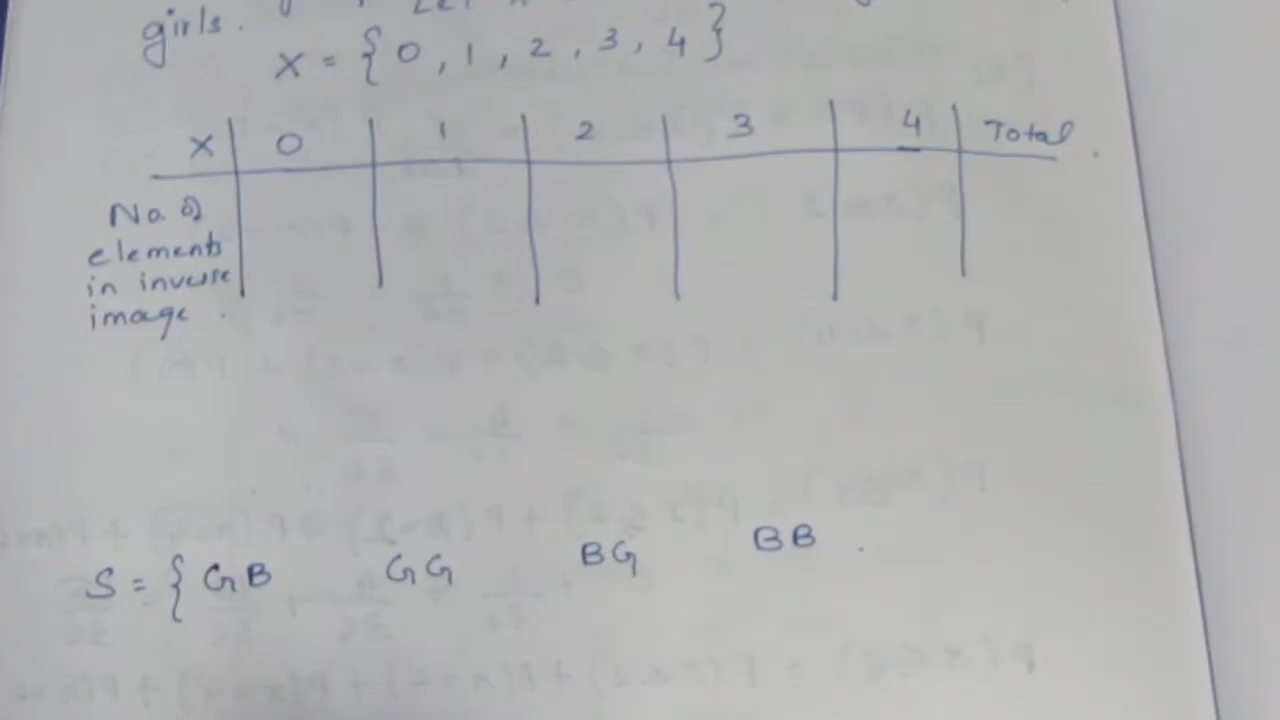 girls.
X = { 0, 1, 2, 3, 4 }
X 0 1 2 3 4 Total
No. of
elements
in inverse
image.
S = { GB GG BG BB .